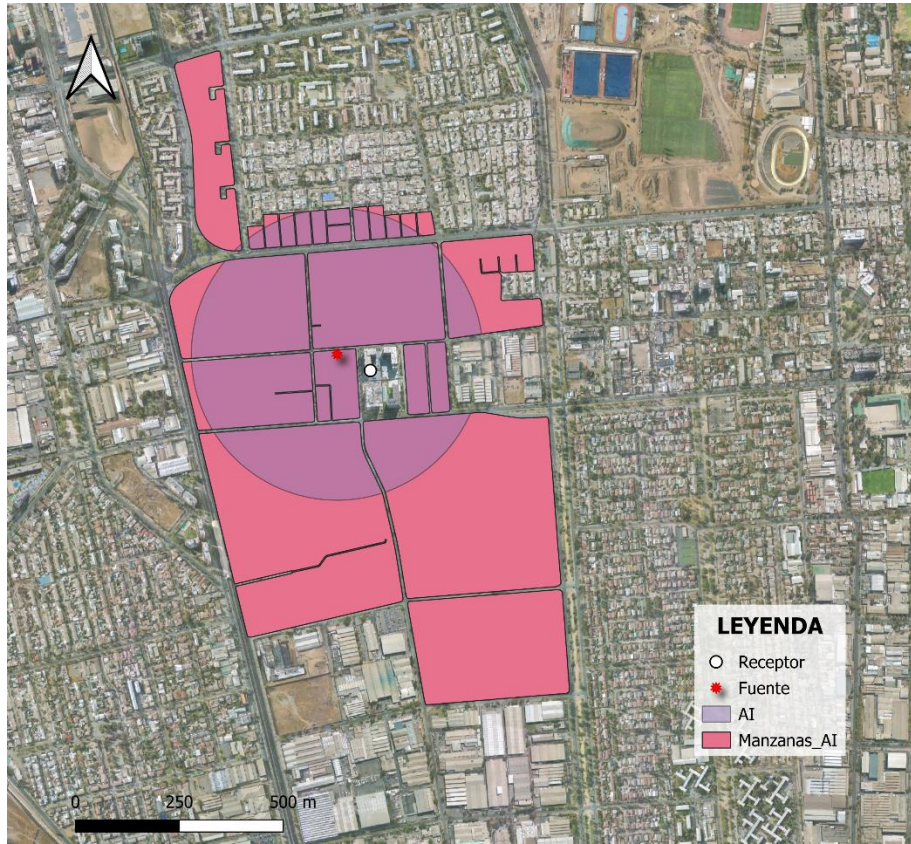 LEYENDA
Receptor
Fuente
AI
Manzanas_AI
0 250 500 m